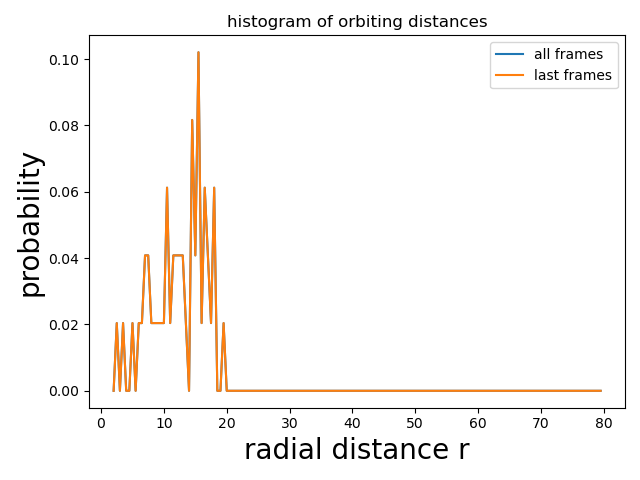 histogram of orbiting distances
all frames
last frames
probability
0.10
0.08
0.06
0.04
0.02
0.00
0 10 20 30 40 50 60 70 80
radial distance r